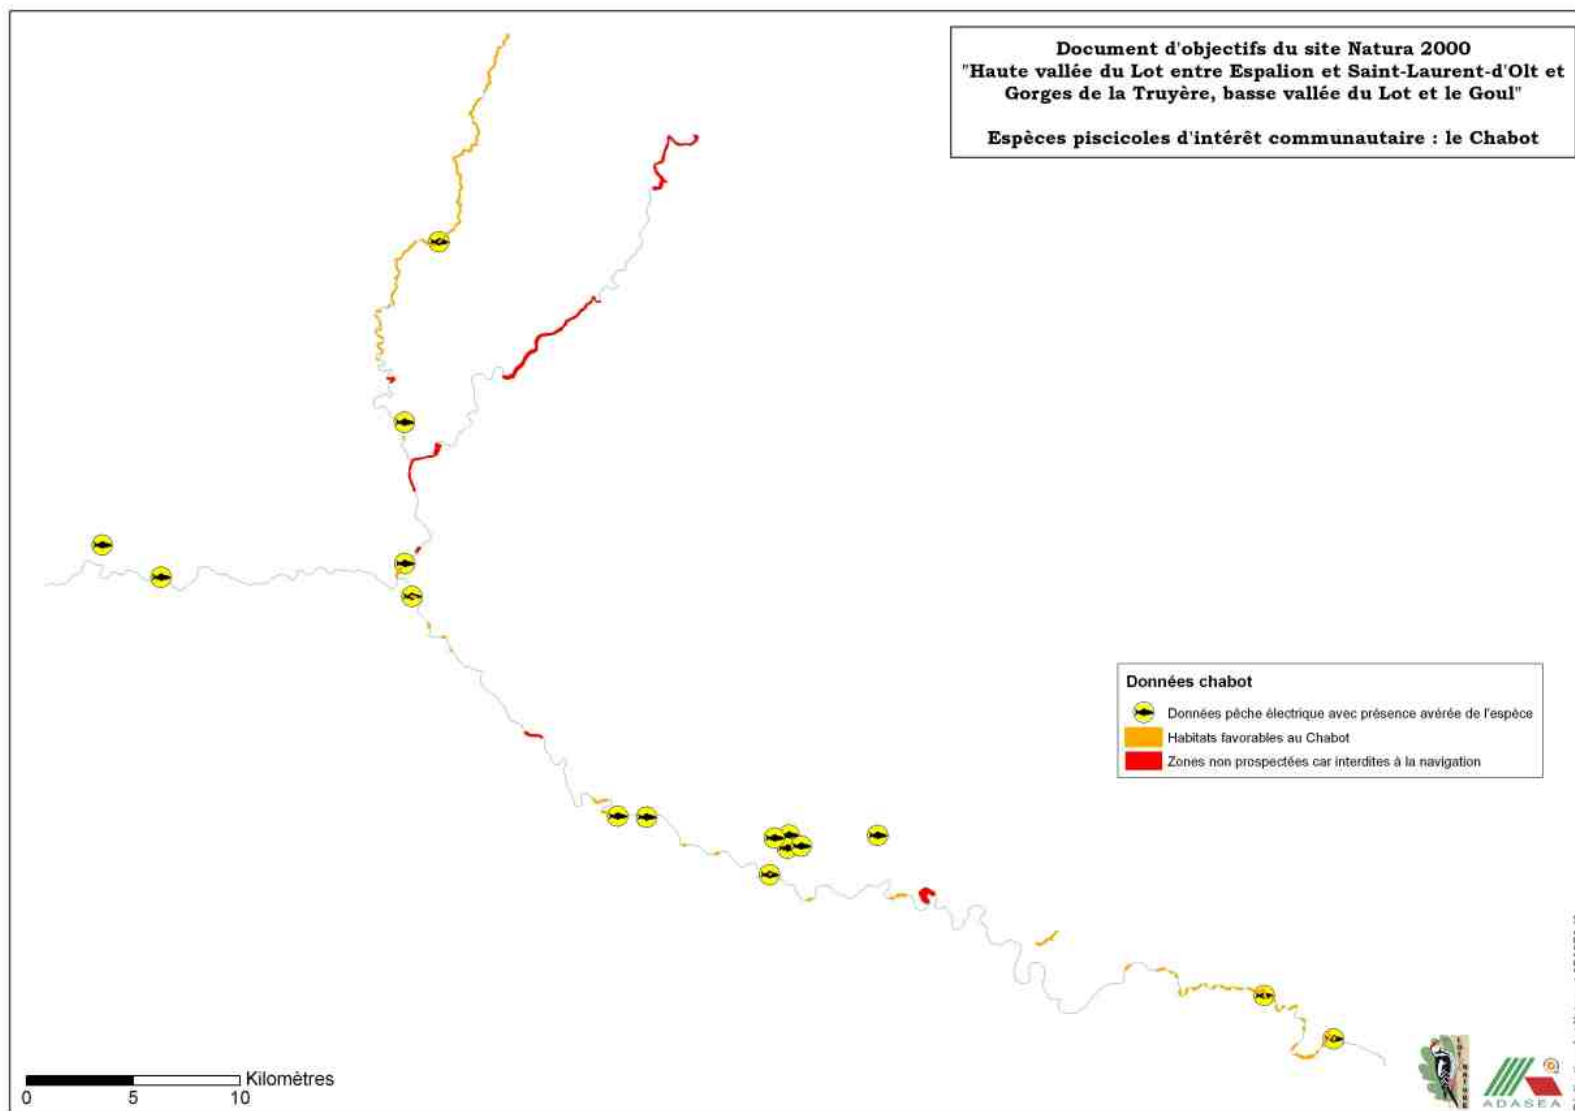 Document d'objectifs du site Natura 2000
"Haute vallée du Lot entre Espalion et Saint-Laurent-d'Olt et
Gorges de la Truyère, basse vallée du Lot et le Goul"
Espèces piscicoles d'intérêt communautaire : le Chabot
Données chabot
Données pêche électrique avec présence avérée de l'espèce
Habitats favorables au Chabot
Zones non prospectées car interdites à la navigation
Kilomètres
0 5 10
ADASEA